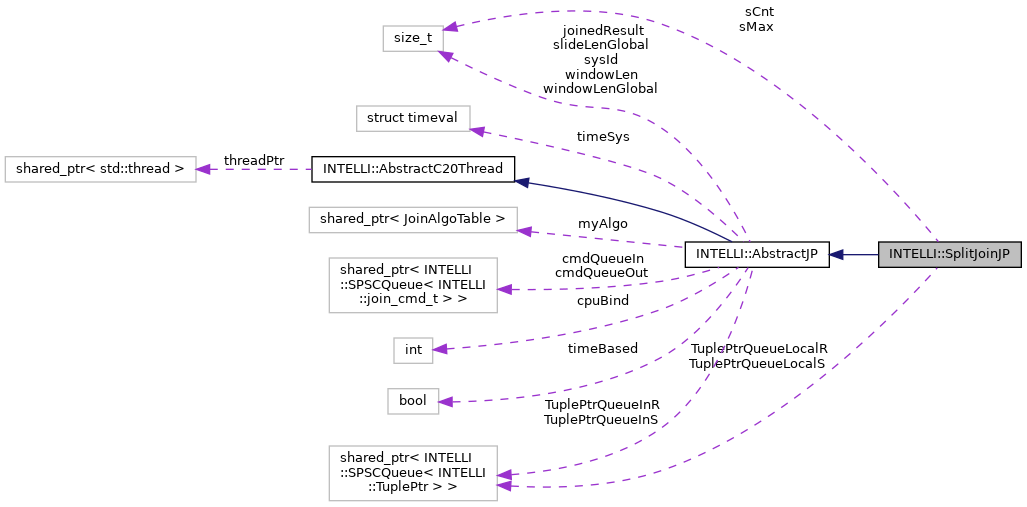 sCnt
sMax
size_t
joinedResult
slideLenGlobal
sysId
windowLen
windowLenGlobal
struct timeval
timeSys
shared_ptr< std::thread >
threadPtr
INTELLI::AbstractC20Thread
shared_ptr< JoinAlgoTable >
myAlgo
INTELLI::AbstractJP
INTELLI::SplitJoinJP
shared_ptr< INTELLI
::SPSCQueue< INTELLI
::join_cmd_t > >
cmdQueueIn
cmdQueueOut
cpuBind
int
timeBased
TuplePtrQueueLocalR
TuplePtrQueueLocalS
bool
TuplePtrQueueInR
TuplePtrQueueInS
shared_ptr< INTELLI
::SPSCQueue< INTELLI
::TuplePtr > >